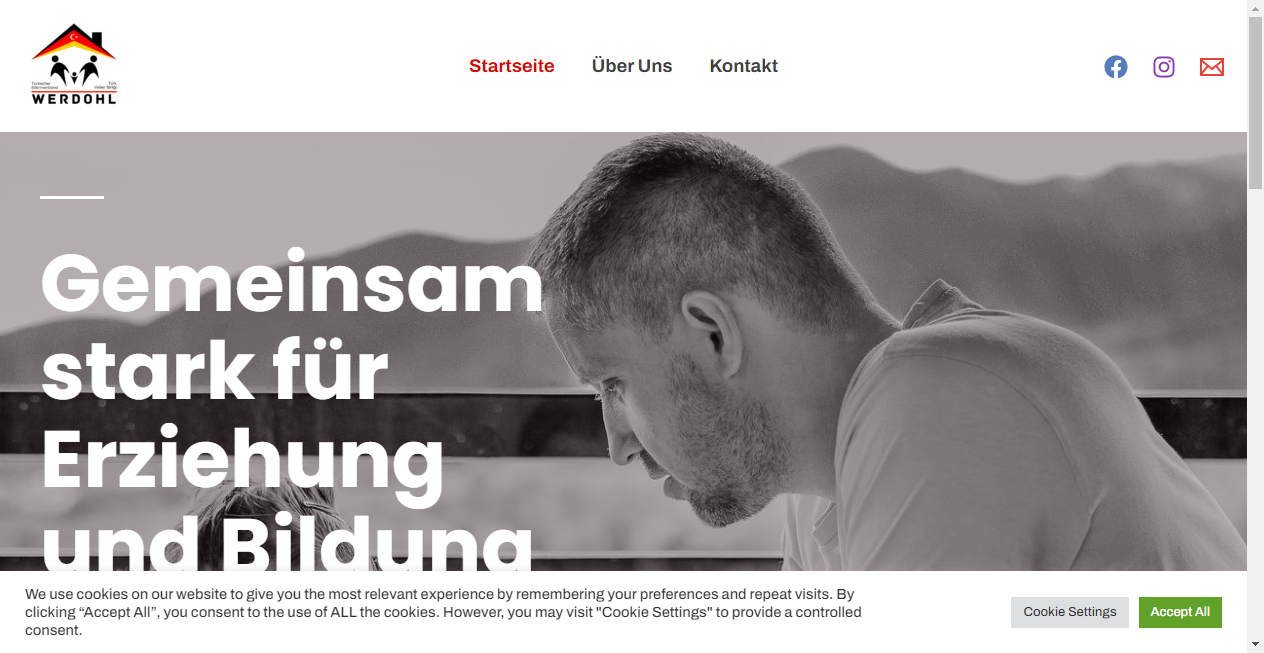 Türkischer
Elternverband
Türk
Veliler Birliği
WERDOHL
Startseite
Über Uns
Kontakt
Gemeinsam
stark für
Erziehung
und Bildung
We use cookies on our website to give you the most relevant experience by remembering your preferences and repeat visits. By
clicking “Accept All”, you consent to the use of ALL the cookies. However, you may visit "Cookie Settings" to provide a controlled
consent.
Cookie Settings
Accept All